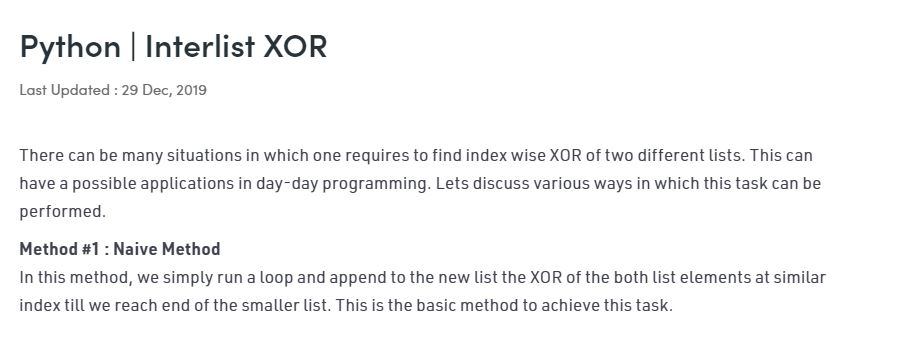 Python | Interlist XOR
Last Updated : 29 Dec, 2019
There can be many situations in which one requires to find index wise XOR of two different lists. This can
have a possible applications in day-day programming. Lets discuss various ways in which this task can be
performed.
Method #1 : Naive Method
In this method, we simply run a loop and append to the new list the XOR of the both list elements at similar
index till we reach end of the smaller list. This is the basic method to achieve this task.